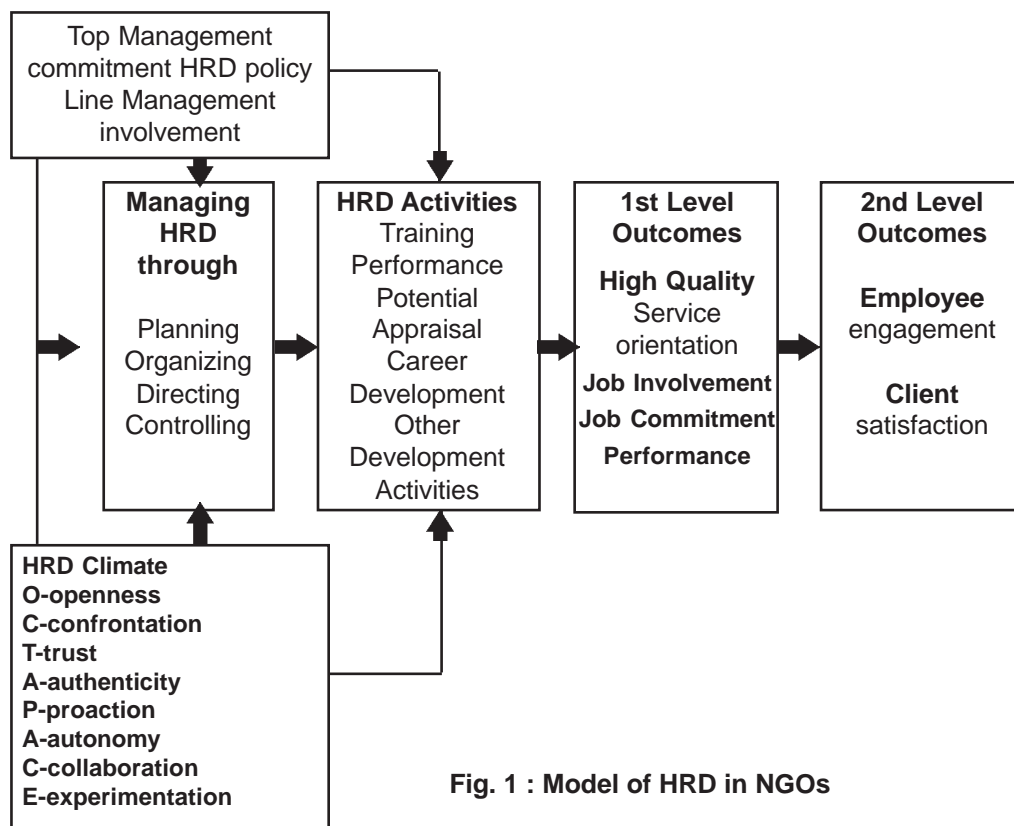 Top Management
commitment HRD policy
Line Management
involvement
Managing
HRD
through
Planning
Organizing
Directing
Controlling
HRD Activities
Training
Performance
Potential
Appraisal
Career
Development
Other
Development
Activities
1st Level
Outcomes
High Quality
Service
orientation
Job Involvement
Job Commitment
Performance
2nd Level
Outcomes
Employee
engagement
Client
satisfaction
HRD Climate
O-openness
C-confrontation
T-trust
A-authenticity
P-proaction
A-autonomy
C-collaboration
E-experimentation
Fig. 1 : Model of HRD in NGOs